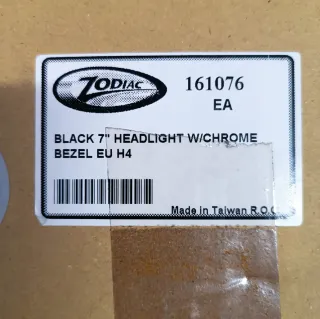 ZODIAC
161076
EA
BLACK 7" HEADLIGHT W/CHROME
BEZEL EU H4
Made in Taiwan R.O.C